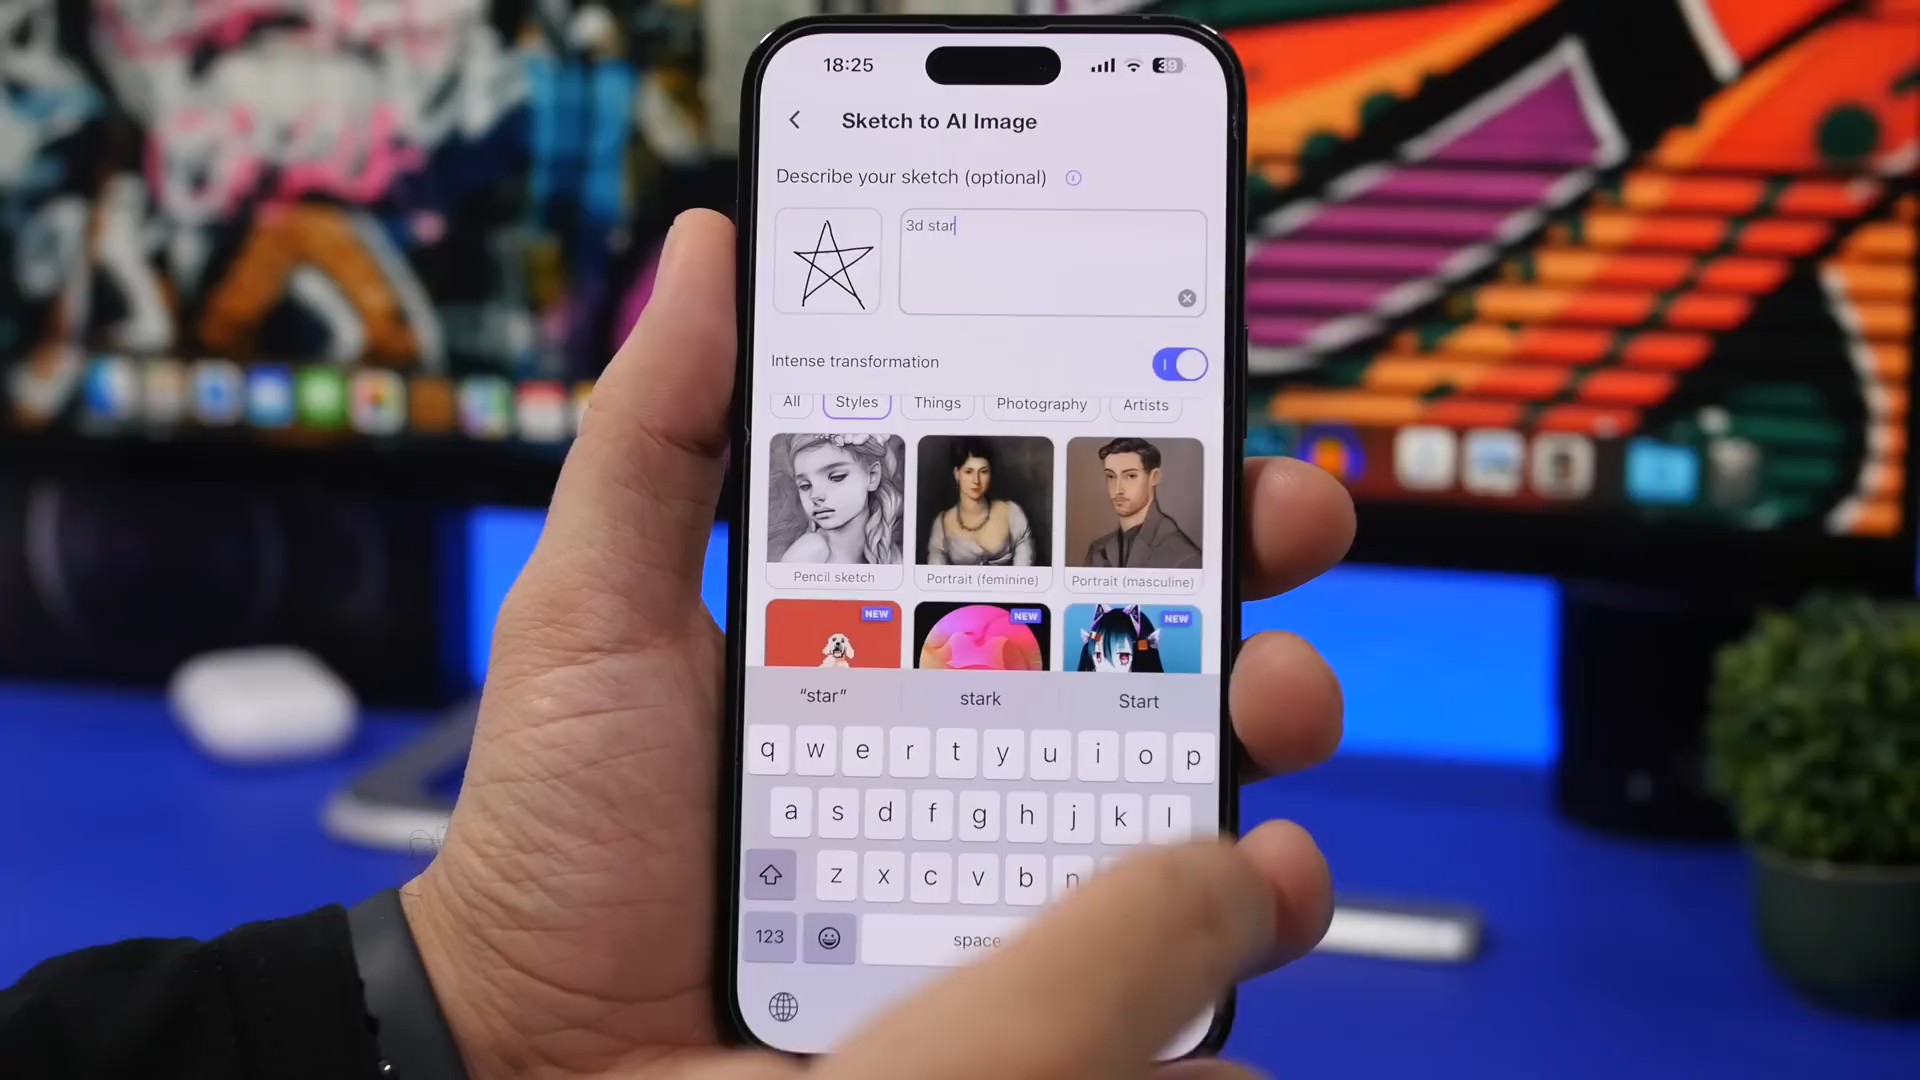 18:25
39
Sketch to AI Image
Describe your sketch (optional)
3d star
Intense transformation
All Styles Things Photography Artists
Pencil sketch Portrait (feminine) Portrait (masculine)
NEW NEW NEW
“star” stark Start
q w e r t y u i o p
a s d f g h j k l
z x c v b n
123 space